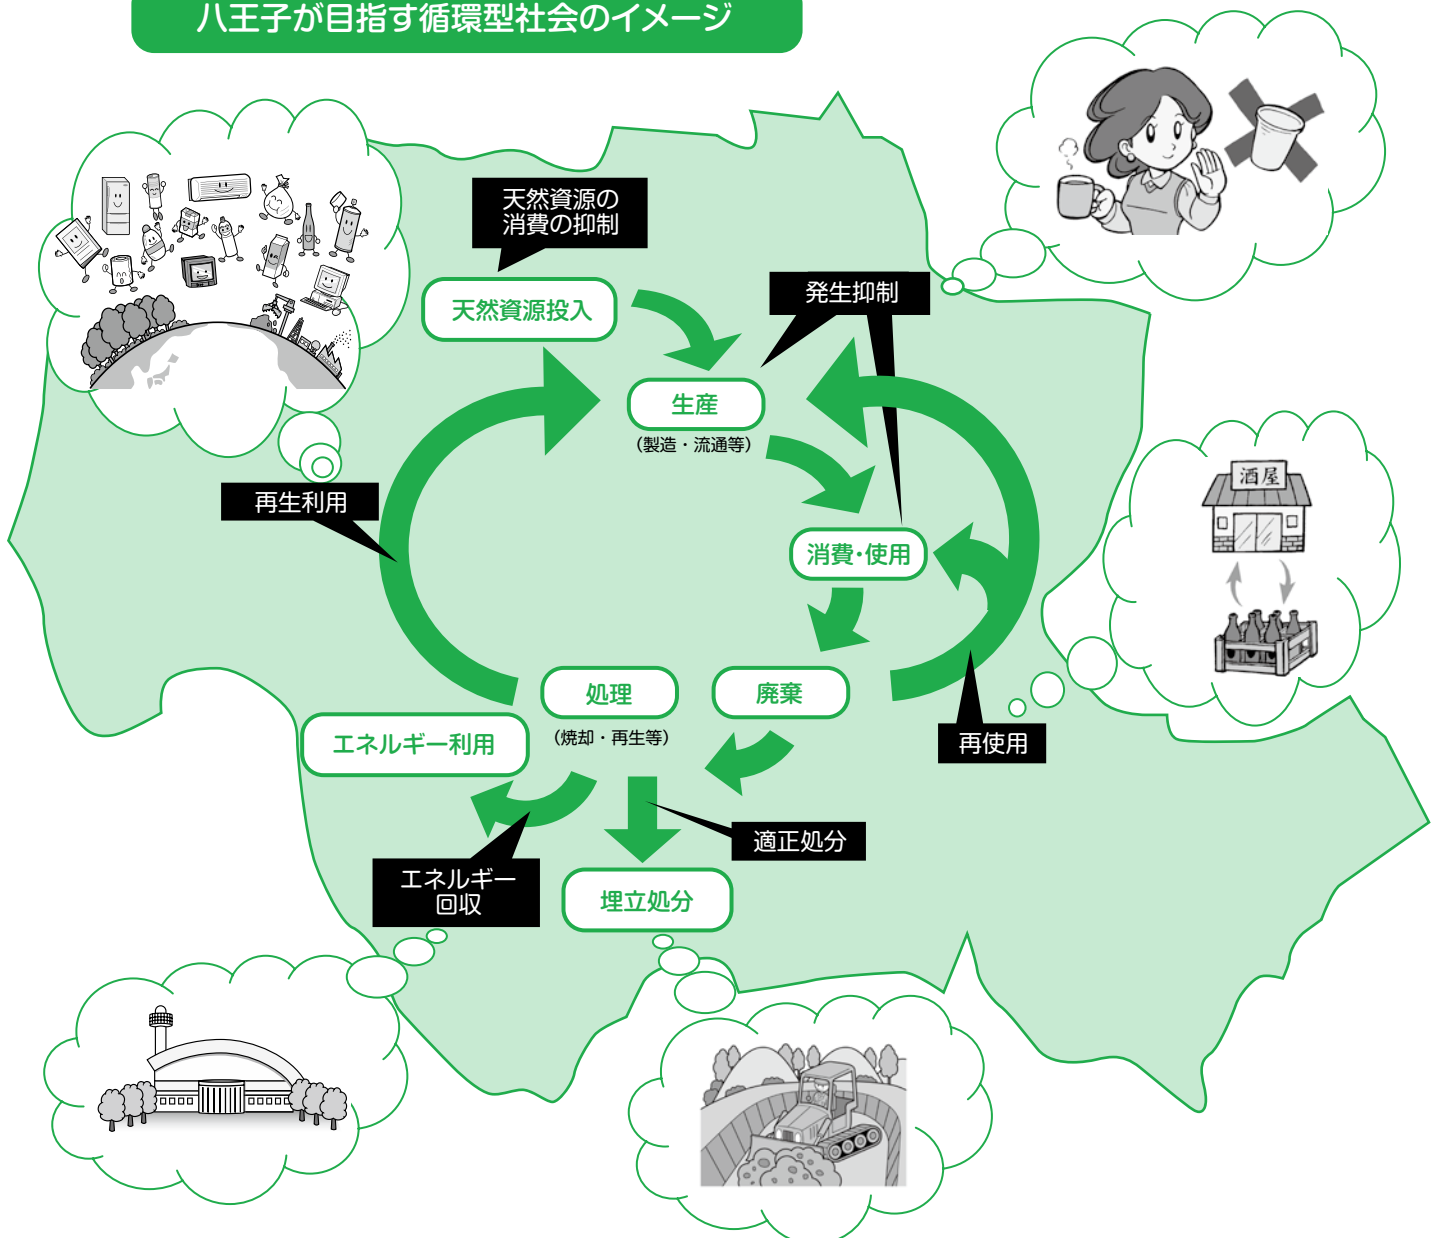 八王子が目指す循環型社会のイメージ
天然資源の
消費の抑制
天然資源投入
発生抑制
生産
(製造・流通等)
再生利用
酒屋
消費・使用
処理
(焼却・再生等)
廃棄
エネルギー利用
再使用
適正処分
エネルギー
回収
埋立処分